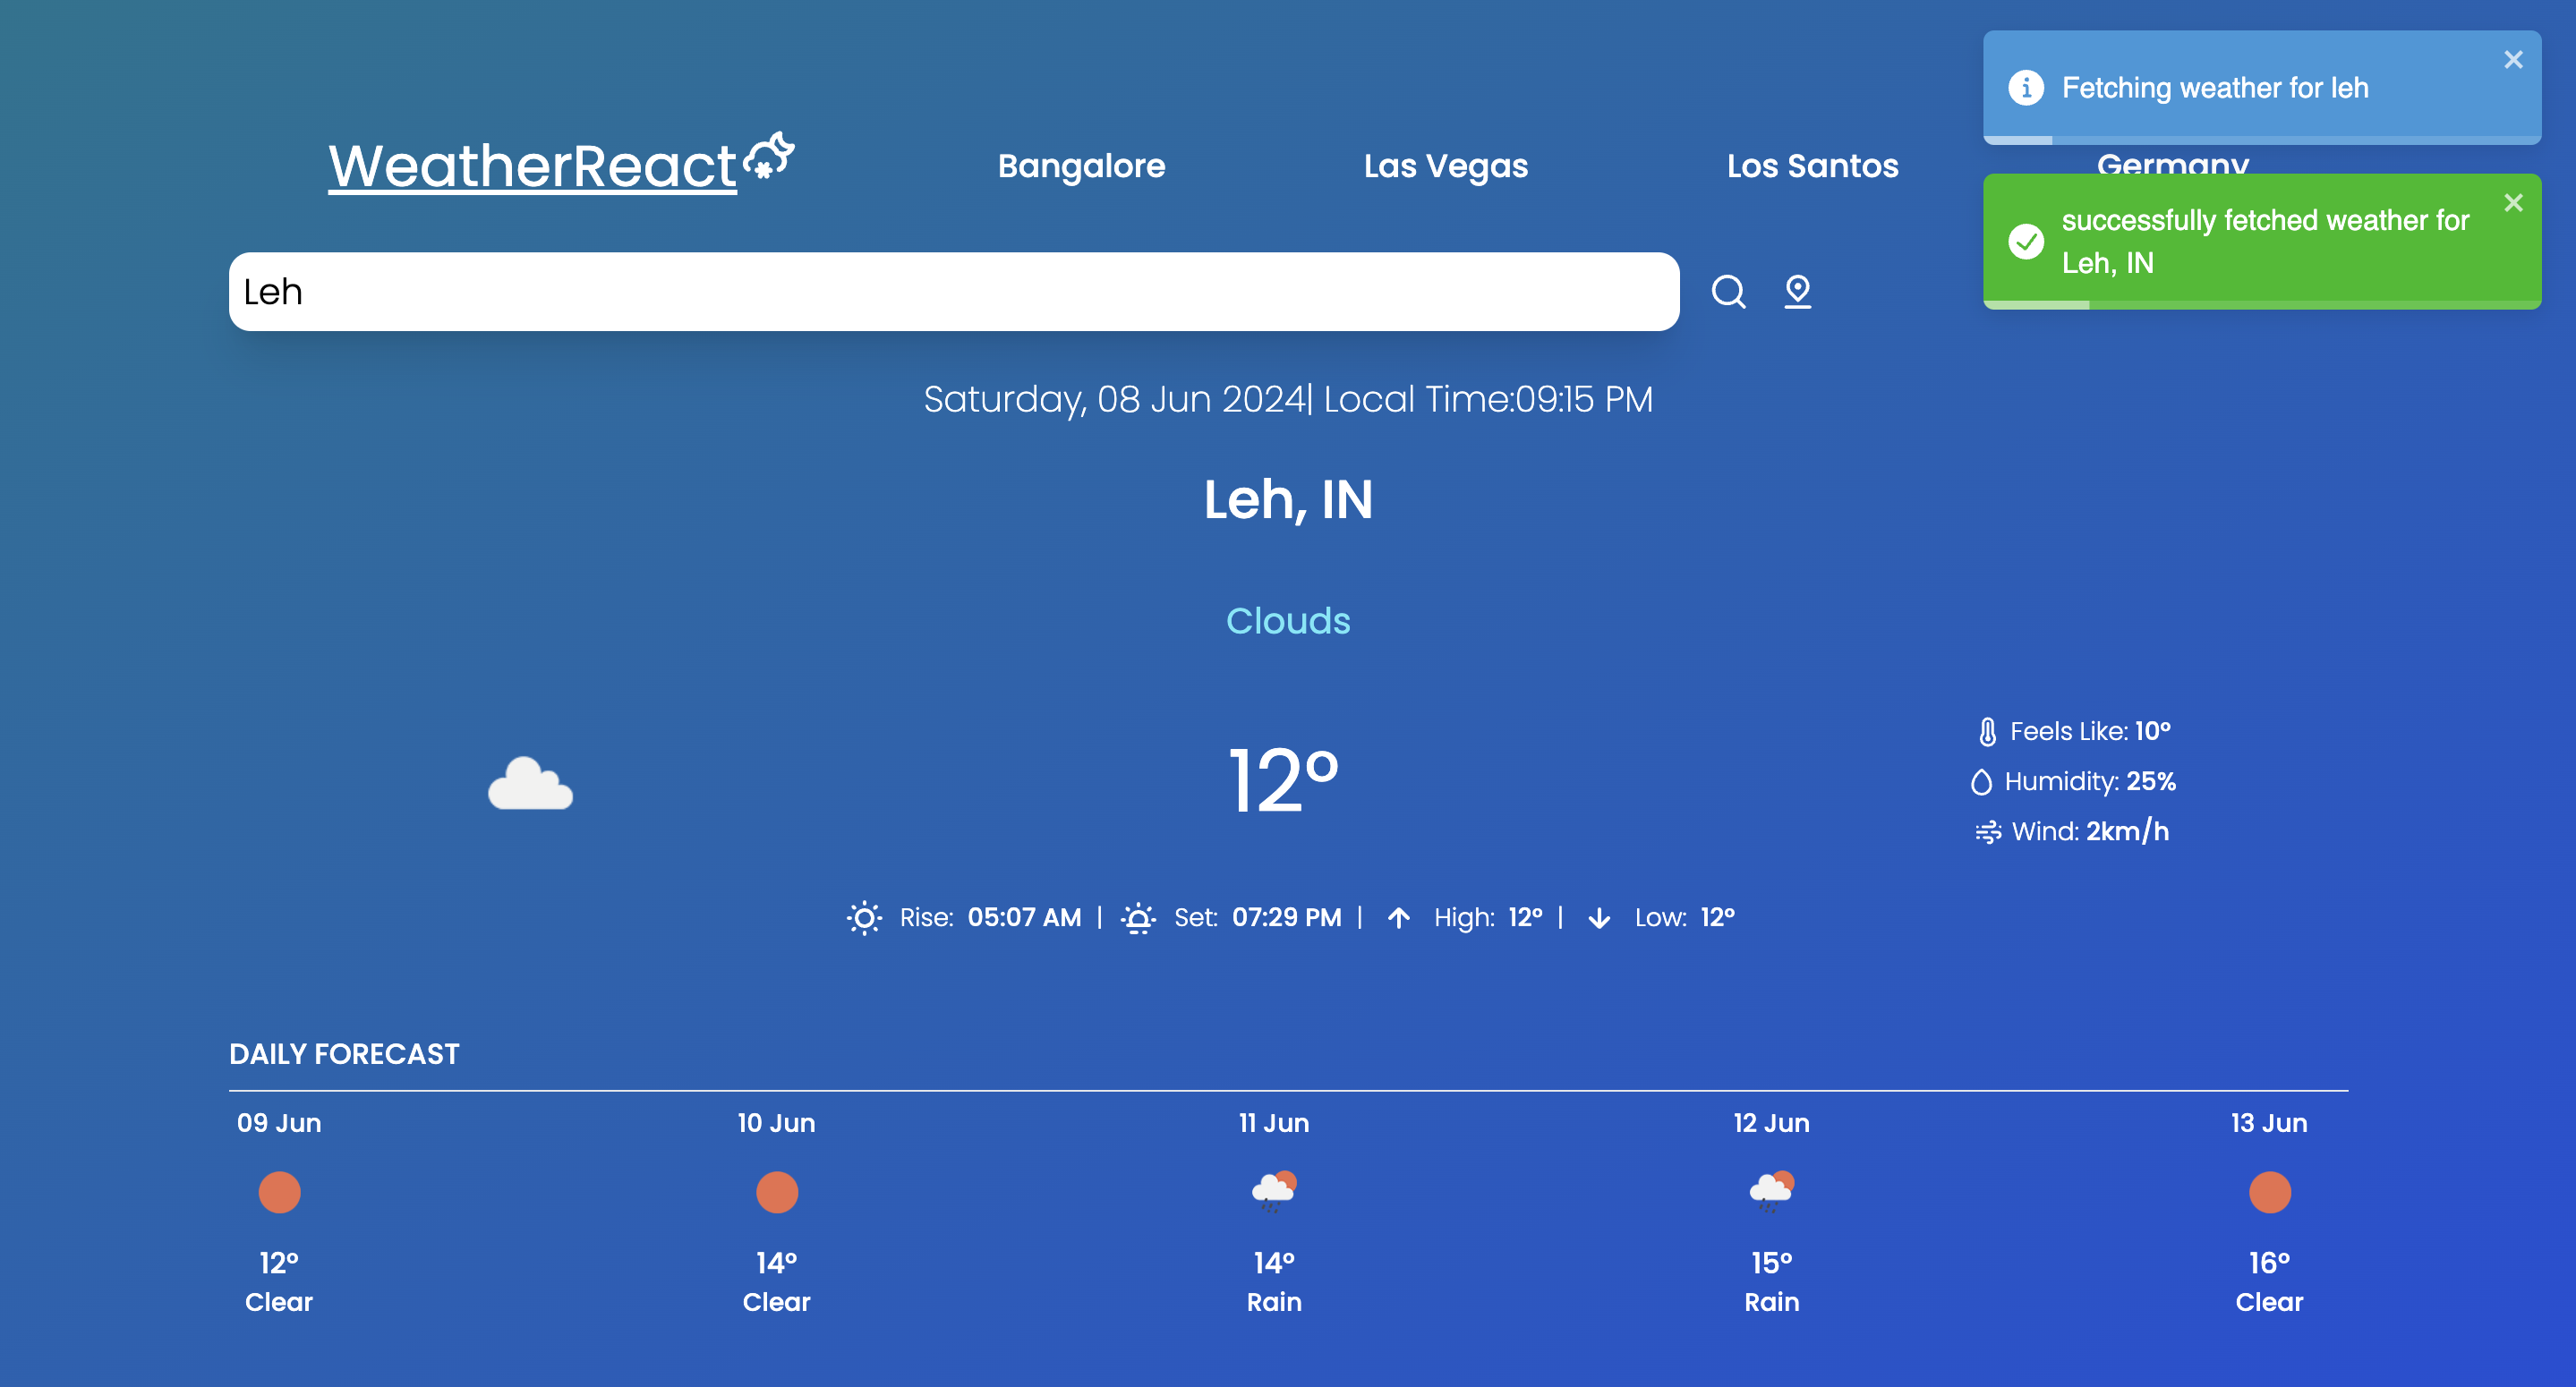 Fetching weather for leh
WeatherReact Bangalore Las Vegas Los Santos Germany
successfully fetched weather for
Leh, IN
Leh
Saturday, 08 Jun 2024| Local Time:09:15 PM
Leh, IN
Clouds
12°
Feels Like: 10°
Humidity: 25%
Wind: 2km/h
Rise: 05:07 AM | Set: 07:29 PM | High: 12° | Low: 12°
DAILY FORECAST
09 Jun 10 Jun 11 Jun 12 Jun 13 Jun
12° 14° 14° 15° 16°
Clear Clear Rain Rain Clear